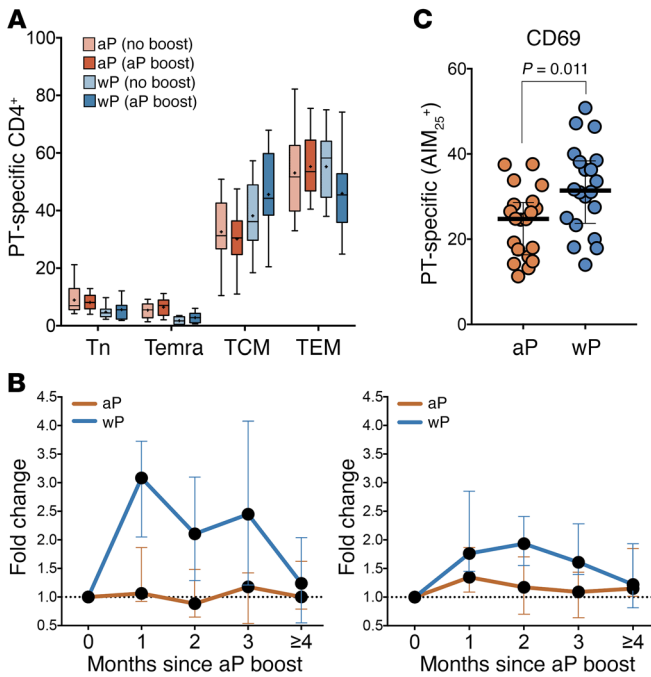 A
100
80
60
40
20
0
PT-specific CD4⁺
aP (no boost)
aP (aP boost)
wP (no boost)
wP (aP boost)
Tn Temra TCM TEM
C
CD69
P = 0.011
60
40
20
0
PT-specific (AIM₂₅⁺)
aP wP
B
Fold change
4.5
4.0
3.5
3.0
2.5
2.0
1.5
1.0
0.5
aP
wP
0 1 2 3 ≥4
Months since aP boost
Fold change
4.5
4.0
3.5
3.0
2.5
2.0
1.5
1.0
0.5
aP
wP
0 1 2 3 ≥4
Months since aP boost